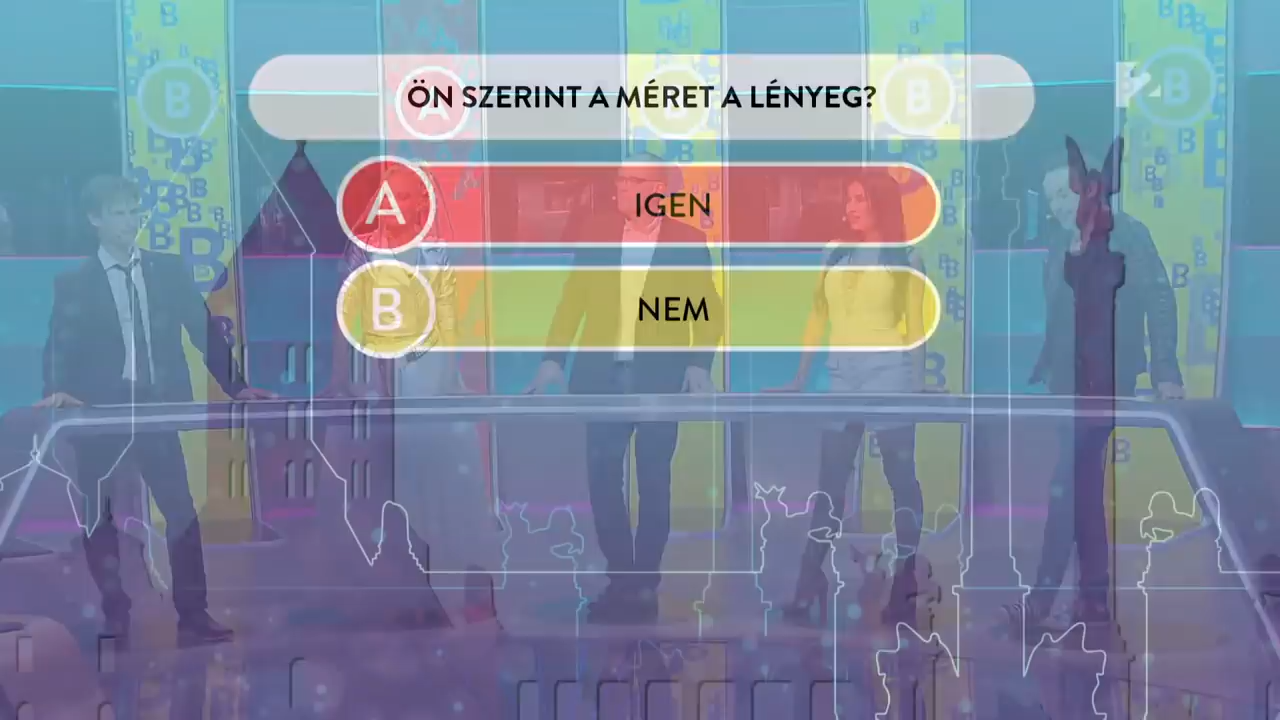 ÖN SZERINT A MÉRET A LÉNYEG?
A
IGEN
B
NEM